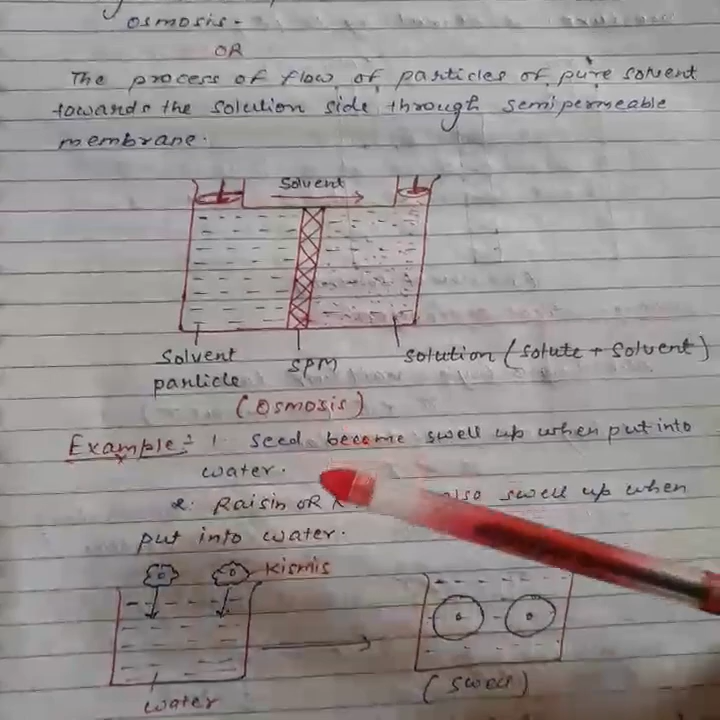 osmosis -
OR
The process of flow of particles of pure solvent
towards the solution side through semipermeable
membrane.
Solvent
Solvent particle
SPM
solution (solute + solvent)
(Osmosis)
Example:- 1. Seed become swell up when put into
water.
2. Raisin OR also swell up when
put into water.
Kismis
water
(swell)